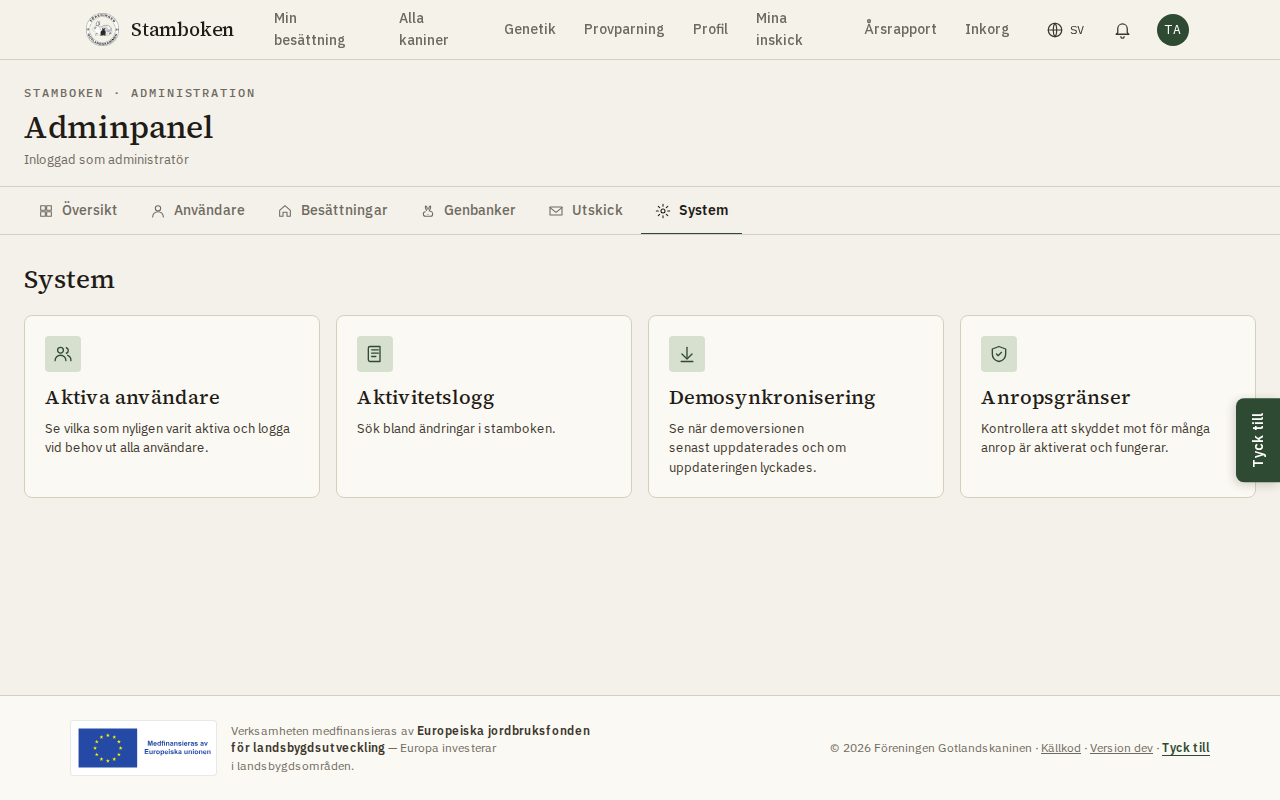 Stamboken
Min besättning
Alla kaniner
Genetik
Provparning
Profil
Mina inskick
Årsrapport
Inkorg
SV
TA
STAMBOKEN · ADMINISTRATION
Adminpanel
Inloggad som administratör
Översikt
Användare
Besättningar
Genbanker
Utskick
System
System
Aktiva användare
Se vilka som nyligen varit aktiva och logga
vid behov ut alla användare.
Aktivitetslogg
Sök bland ändringar i stamboken.
Demosynkronisering
Se när demoversionen
senast uppdaterades och om
uppdateringen lyckades.
Anropsgränser
Kontrollera att skyddet mot för många
anrop är aktiverat och fungerar.
Tyck till
Medfinansieras av
Europeiska unionen
Verksamheten medfinansieras av Europeiska jordbruksfonden
för landsbygdsutveckling — Europa investerar
i landsbygdsområden.
© 2026 Föreningen Gotlandskaninen · Källkod · Version dev · Tyck till